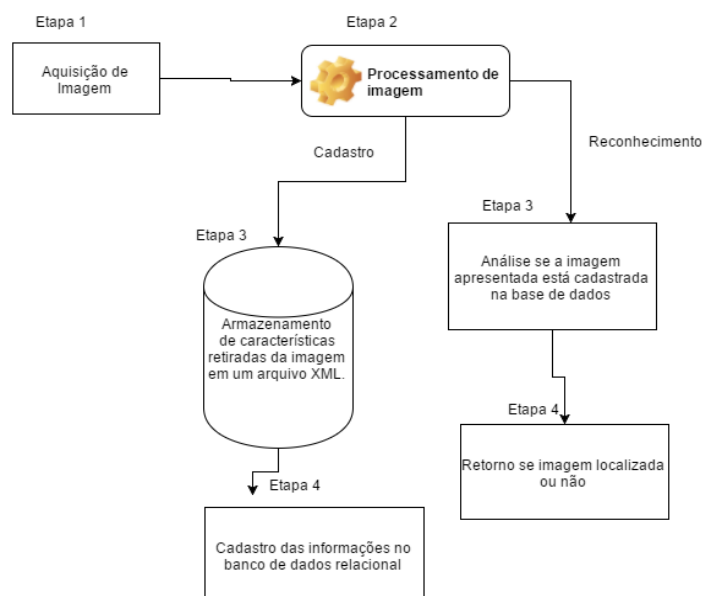 Etapa 1
Etapa 2
Aquisição de
Imagem
Processamento de
imagem
Cadastro
Reconhecimento
Etapa 3
Etapa 3
Análise se a imagem
apresentada está cadastrada
na base de dados
Armazenamento
de características
retiradas da imagem
em um arquivo XML.
Etapa 4
Retorno se imagem localizada
ou não
Etapa 4
Cadastro das informações no
banco de dados relacional